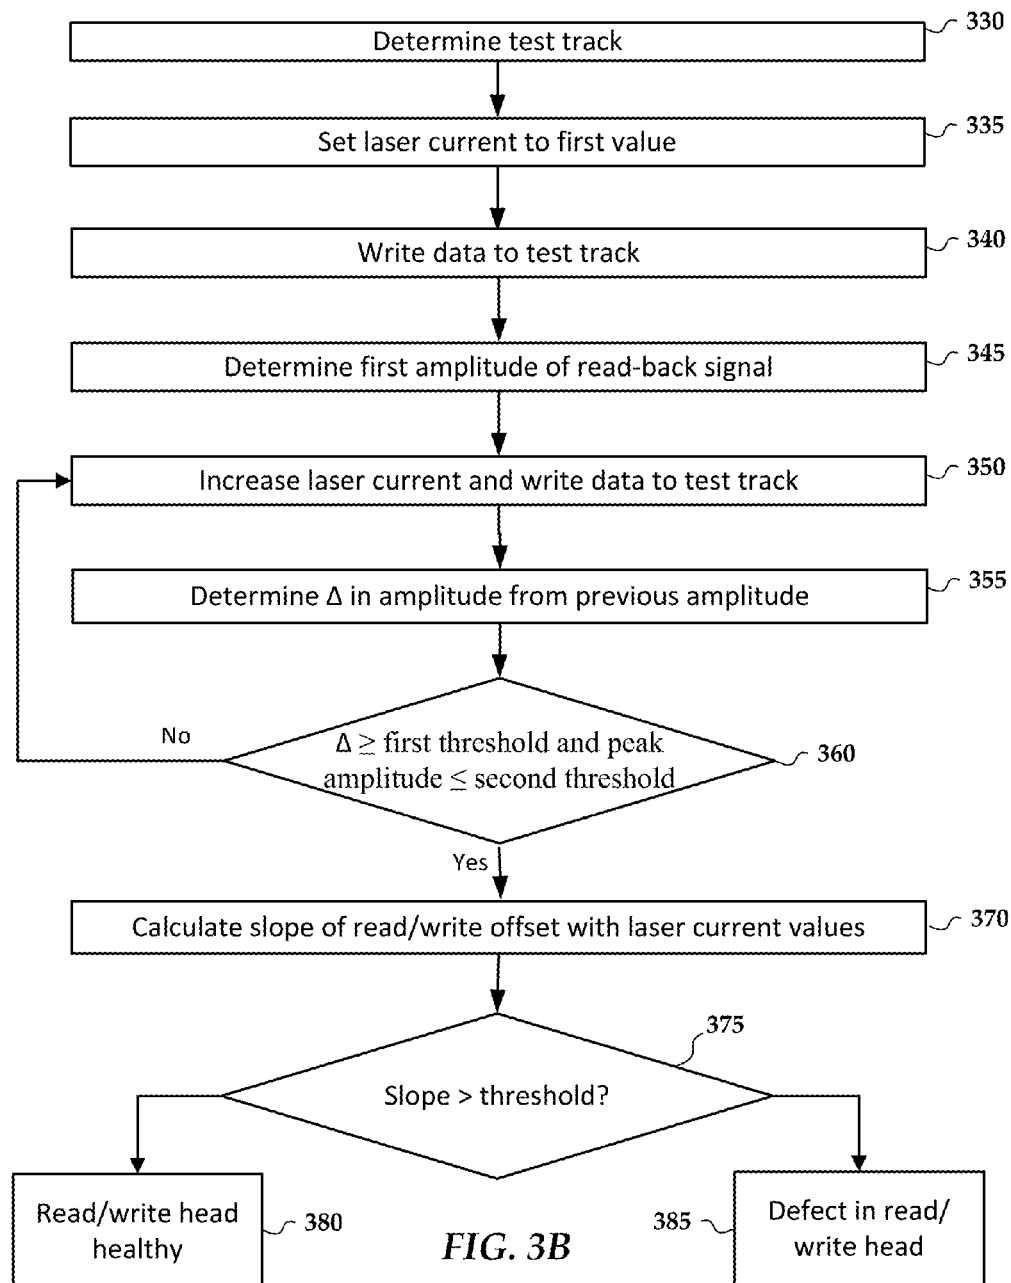 330
Determine test track
335
Set laser current to first value
340
Write data to test track
345
Determine first amplitude of read-back signal
350
Increase laser current and write data to test track
355
Determine Δ in amplitude from previous amplitude
No
Δ ≥ first threshold and peak
amplitude ≤ second threshold
360
Yes
Calculate slope of read/write offset with laser current values
370
375
Slope > threshold?
Read/write head
healthy
380
FIG. 3B
385
Defect in read/
write head